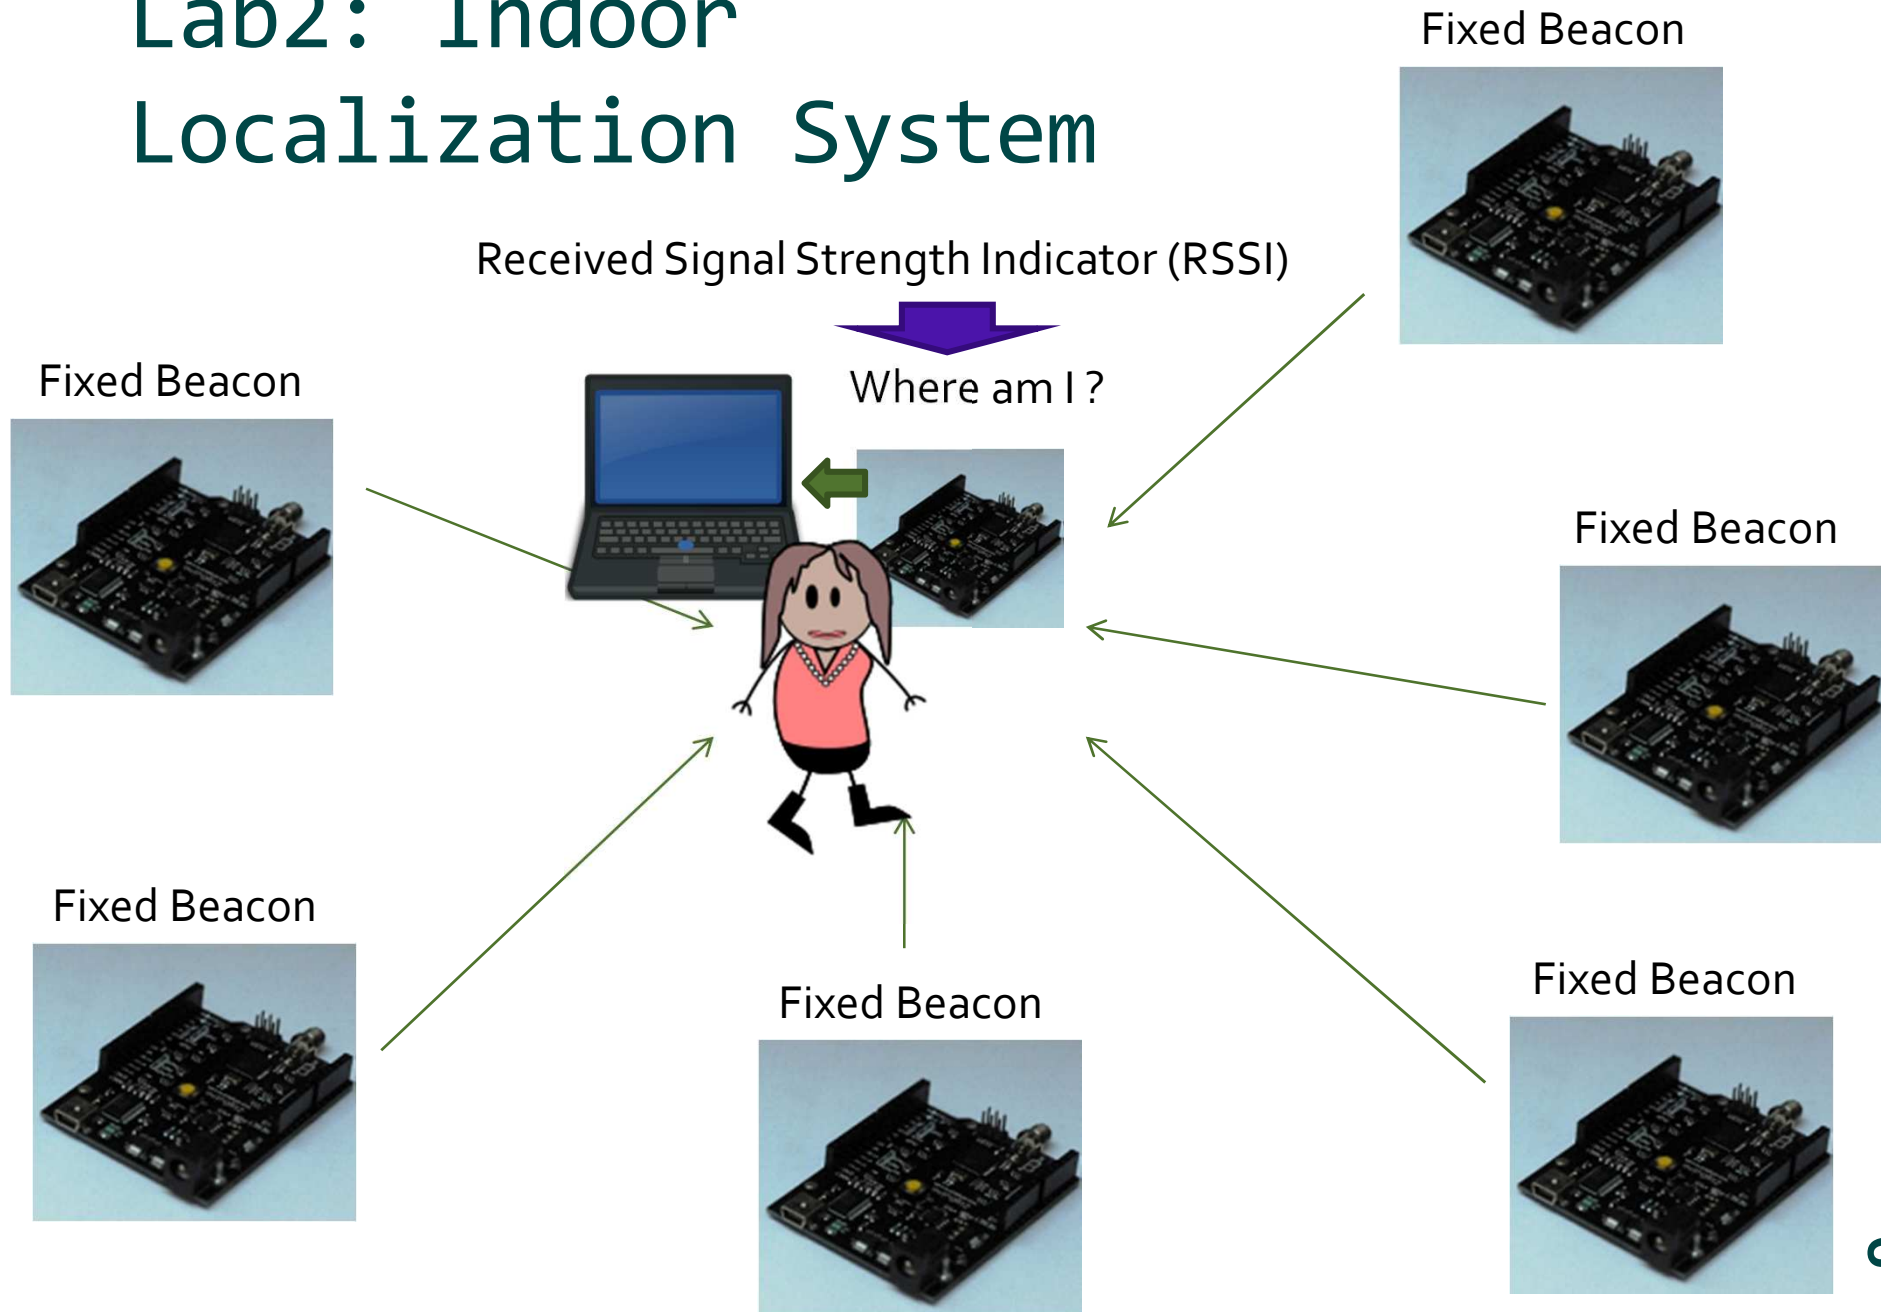 Lab2: Indoor
Localization System
Fixed Beacon
Received Signal Strength Indicator (RSSI)
Fixed Beacon
Where am I ?
Fixed Beacon
Fixed Beacon
Fixed Beacon
Fixed Beacon